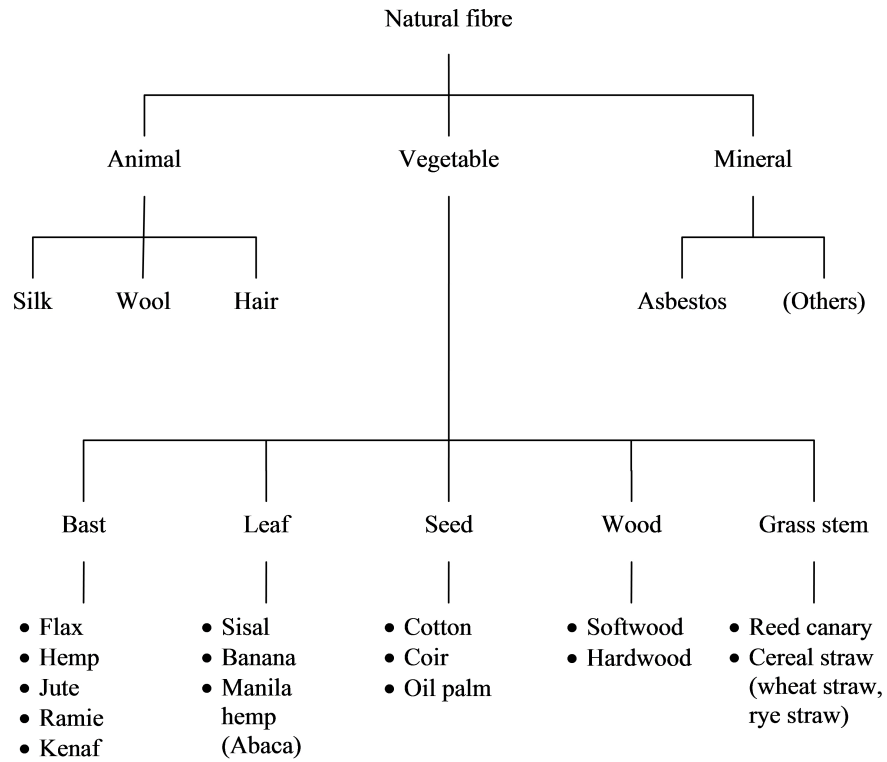 Natural fibre
Animal
Vegetable
Mineral
Silk
Wool
Hair
Asbestos
(Others)
Bast
Leaf
Seed
Wood
Grass stem
• Flax
• Hemp
• Jute
• Ramie
• Kenaf
• Sisal
• Banana
• Manila
hemp
(Abaca)
• Cotton
• Coir
• Oil palm
• Softwood
• Hardwood
• Reed canary
• Cereal straw
(wheat straw,
rye straw)